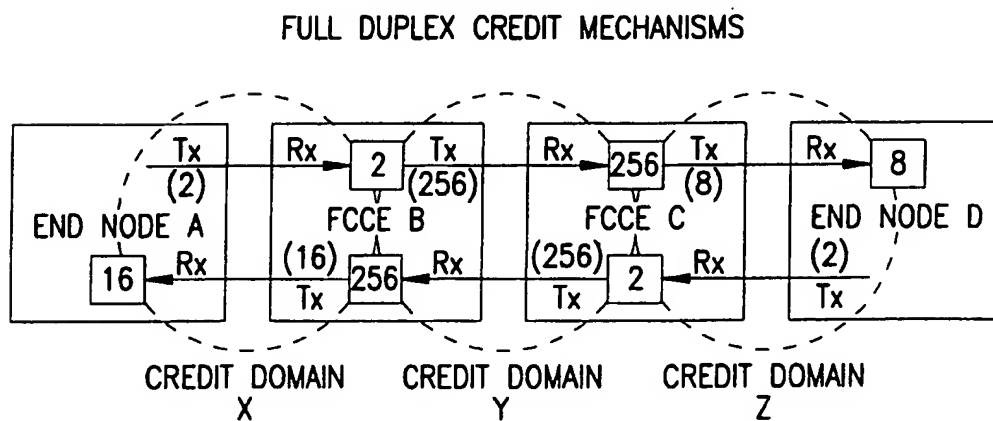 FULL DUPLEX CREDIT MECHANISMS
Tx Rx 2 Tx Rx 256 Tx Rx 8
(2) (256) (8)
END NODE A FCCE B FCCE C END NODE D
16 Rx (16) 256 Rx (256) 2 Rx (2)
Tx Tx Tx
CREDIT DOMAIN CREDIT DOMAIN CREDIT DOMAIN
X Y Z